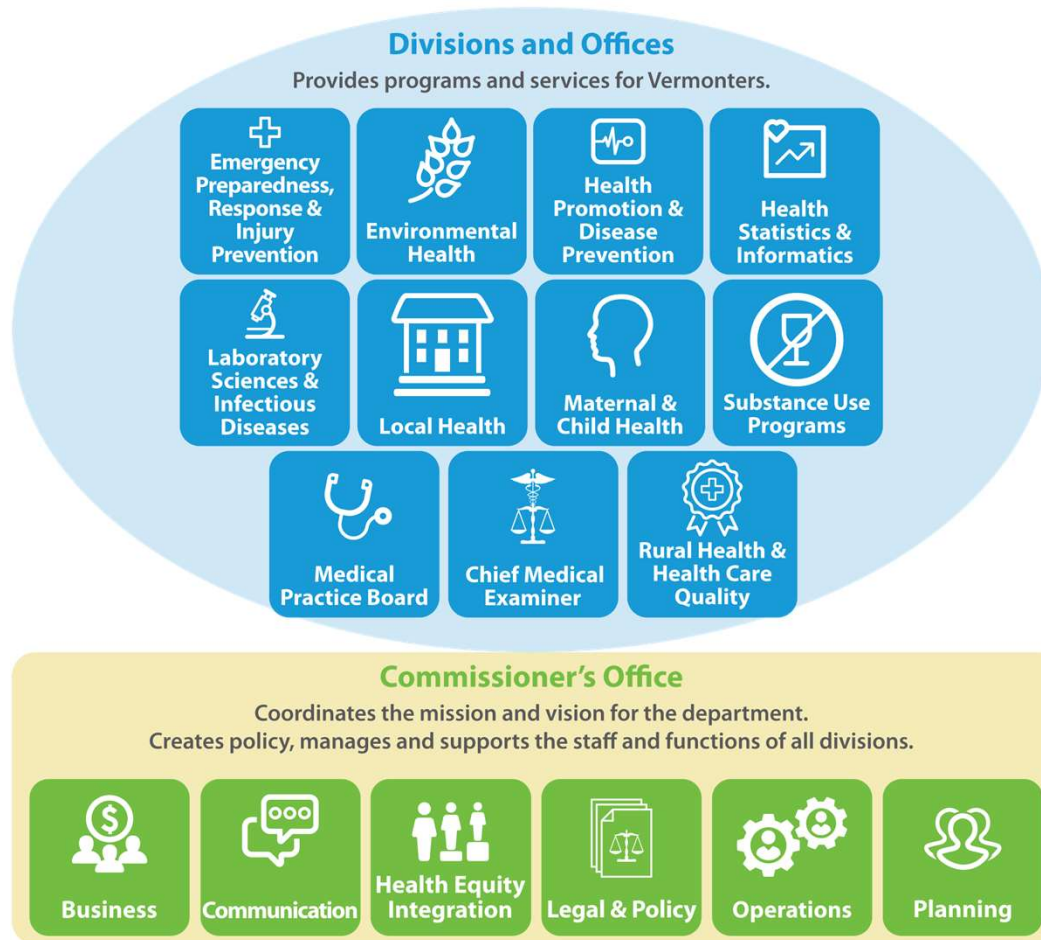 Divisions and Offices
Provides programs and services for Vermonters.
Emergency
Preparedness,
Response &
Injury
Prevention
Environmental
Health
Health
Promotion &
Disease
Prevention
Health
Statistics &
Informatics
Laboratory
Sciences &
Infectious
Diseases
Local Health
Maternal &
Child Health
Substance Use
Programs
Medical
Practice Board
Chief Medical
Examiner
Rural Health &
Health Care
Quality
Commissioner’s Office
Coordinates the mission and vision for the department.
Creates policy, manages and supports the staff and functions of all divisions.
$
Business
Communication
Health Equity
Integration
Legal & Policy
Operations
Planning